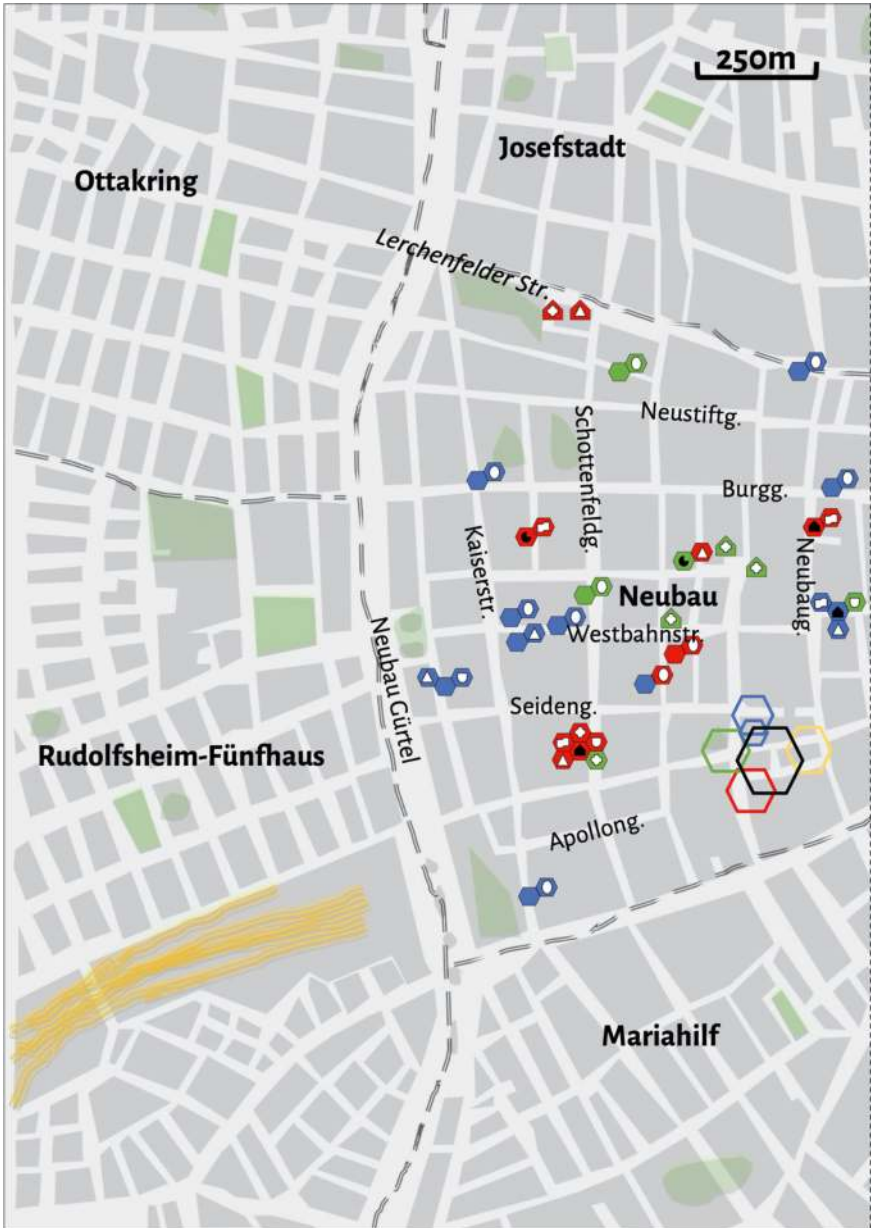 250m
Josefstadt
Ottakring
Lerchenfelder Str.
Neustiftg.
Schottenfeldg.
Burgg.
Kaiserstr.
Neubaug.
Neubau
Westbahnstr.
Neubau Gürtel
Seideng.
Rudolfsheim-Fünfhaus
Apollong.
Mariahilf